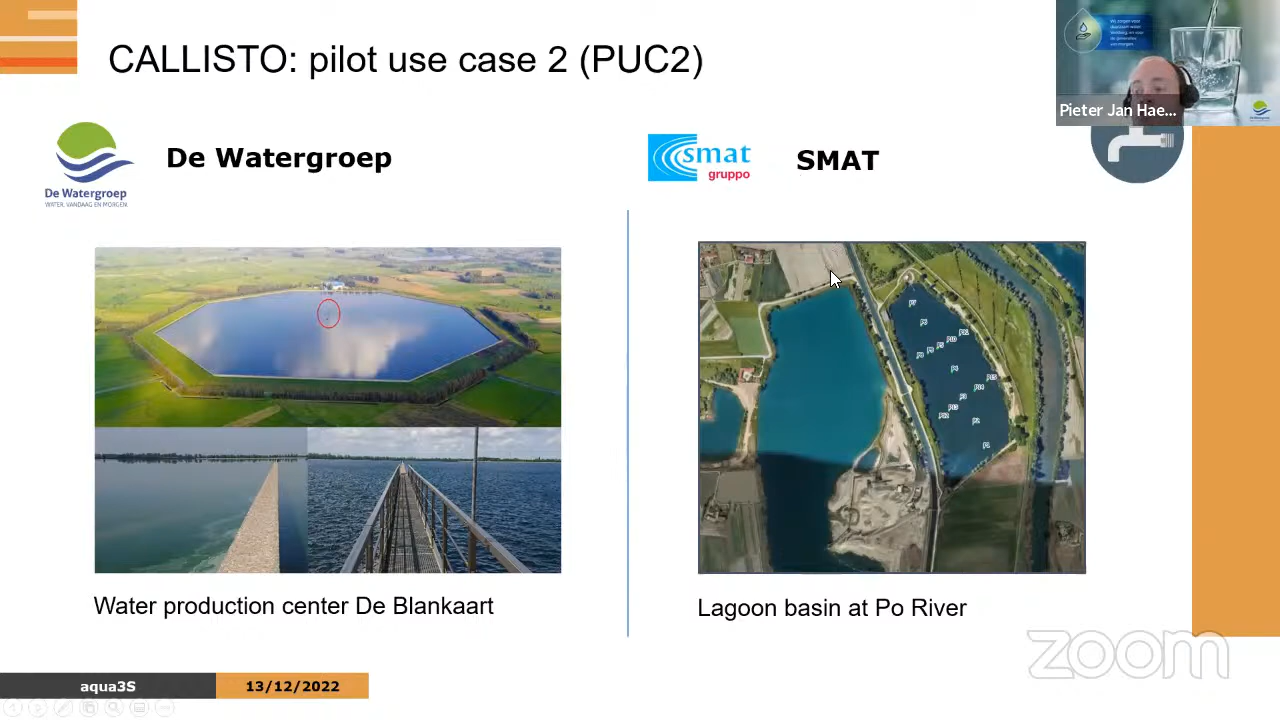 CALLISTO: pilot use case 2 (PUC2)
Pieter Jan Hae...
De Watergroep
De Watergroep
WATER. VANDAAG EN MORGEN.
smat
gruppo
SMAT
Water production center De Blankaart
Lagoon basin at Po River
aqua3S
13/12/2022
zoom